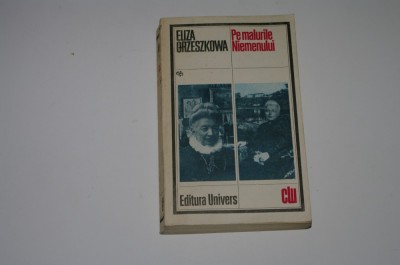 ELIZA
ORZESZKOWA
Pe malurile
Niemenului
Editura Univers
clu